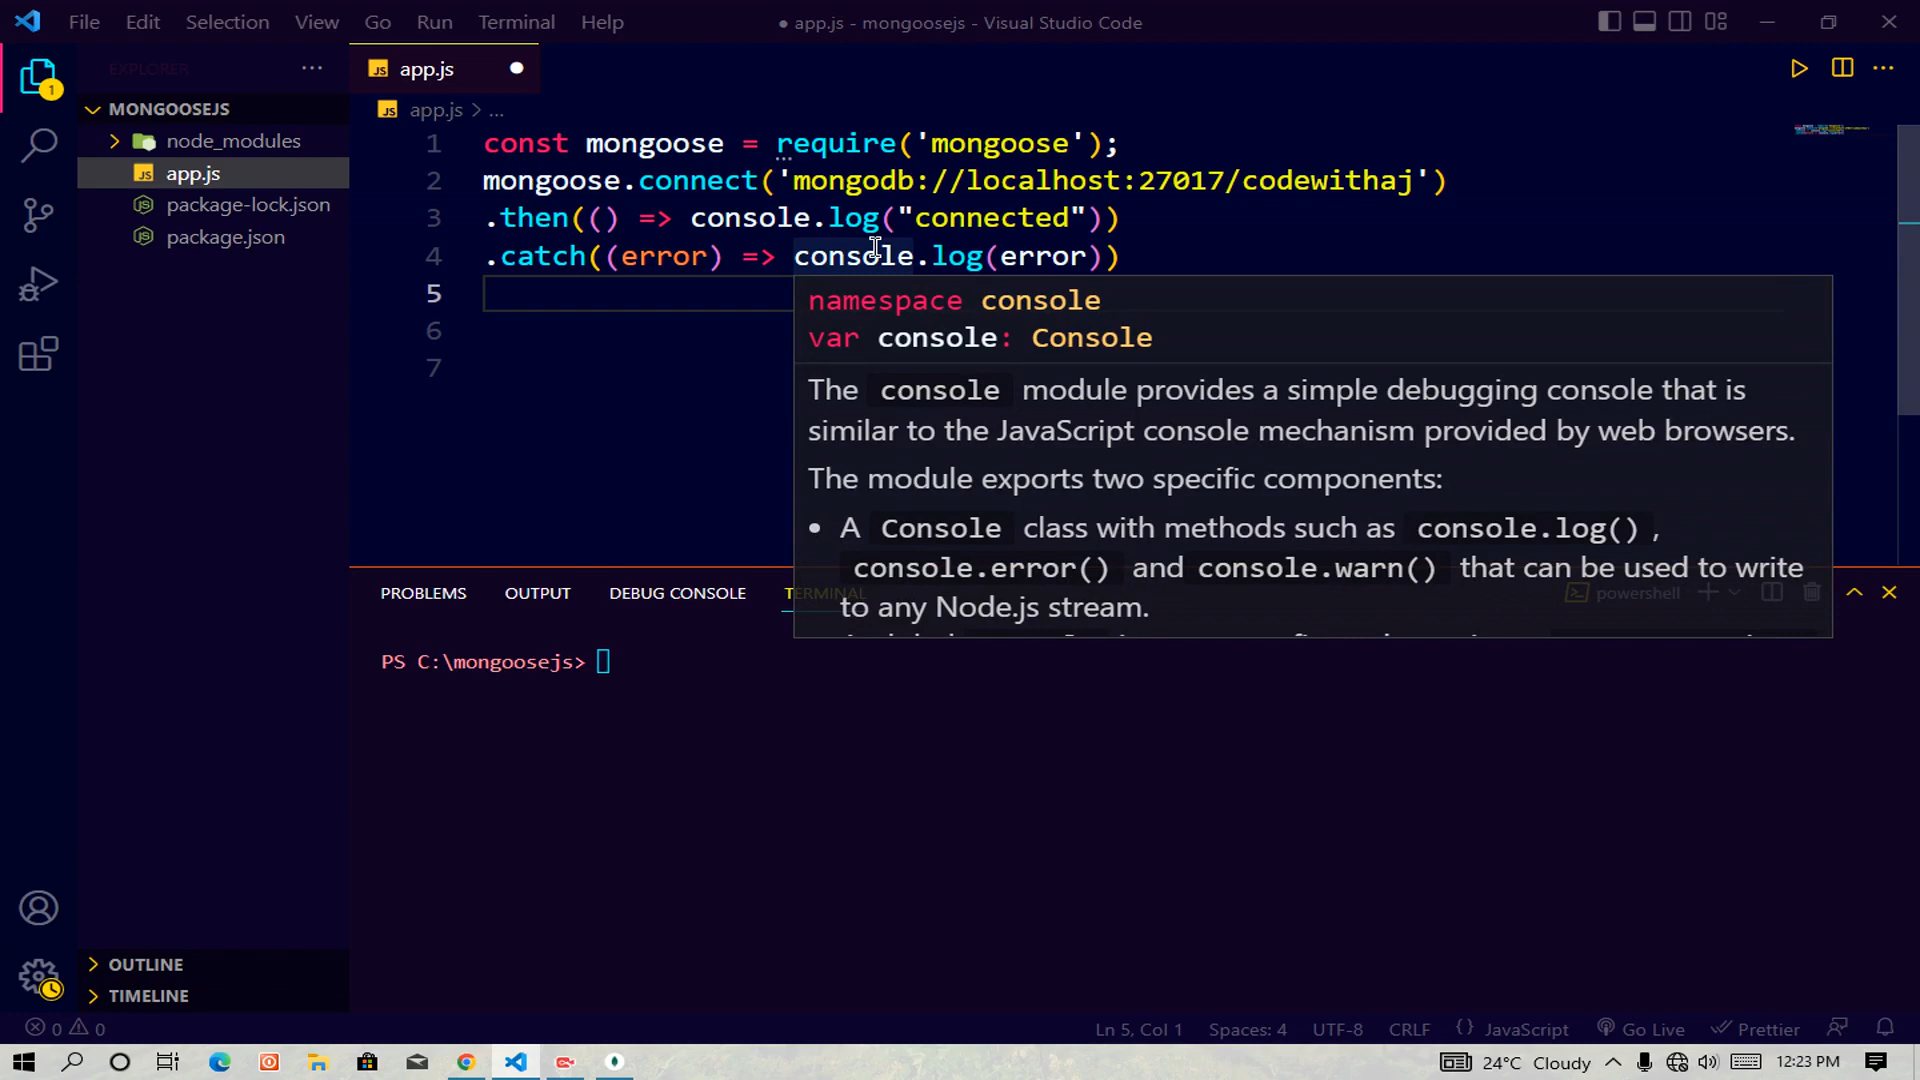 File Edit Selection View Go Run Terminal Help
● app.js - mongoosejs - Visual Studio Code
EXPLORER ...
1
MONGOOSEJS
node_modules
JS app.js
package-lock.json
package.json
JS app.js ●
JS app.js > ...
1 const mongoose = require('mongoose');
2 mongoose.connect('mongodb://localhost:27017/codewithaj')
3 .then(() => console.log("connected"))
4 .catch((error) => console.log(error))
5
6
7
namespace console
var console: Console
The console module provides a simple debugging console that is
similar to the JavaScript console mechanism provided by web browsers.
The module exports two specific components:
• A Console class with methods such as console.log() ,
console.error() and console.warn() that can be used to write
to any Node.js stream.
PROBLEMS OUTPUT DEBUG CONSOLE TERMINAL powershell
PS C:\mongoosejs>
OUTLINE
TIMELINE
0 0 Ln 5, Col 1 Spaces: 4 UTF-8 CRLF {} JavaScript Go Live Prettier
24°C Cloudy 12:23 PM